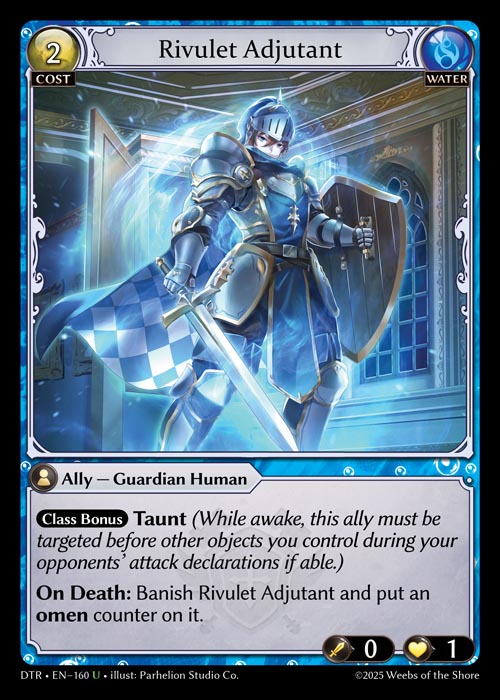 2
Rivulet Adjutant
COST
WATER
Ally — Guardian Human
Class Bonus Taunt (While awake, this ally must be
targeted before other objects you control during your
opponents’ attack declarations if able.)
On Death: Banish Rivulet Adjutant and put an
omen counter on it.
0
1
DTR • EN–160 U • illust: Parhelion Studio Co.
©2025 Weebs of the Shore